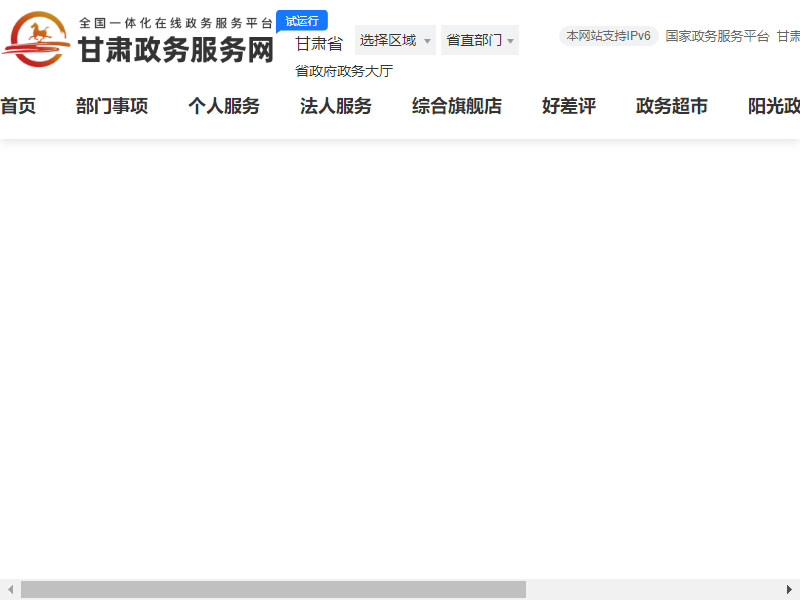 全国一体化在线政务服务平台
试运行
甘肃政务服务网
甘肃省
选择区域
省直部门
本网站支持IPv6
国家政务服务平台
甘肃
省政府政务大厅
首页
部门事项
个人服务
法人服务
综合旗舰店
好差评
政务超市
阳光政